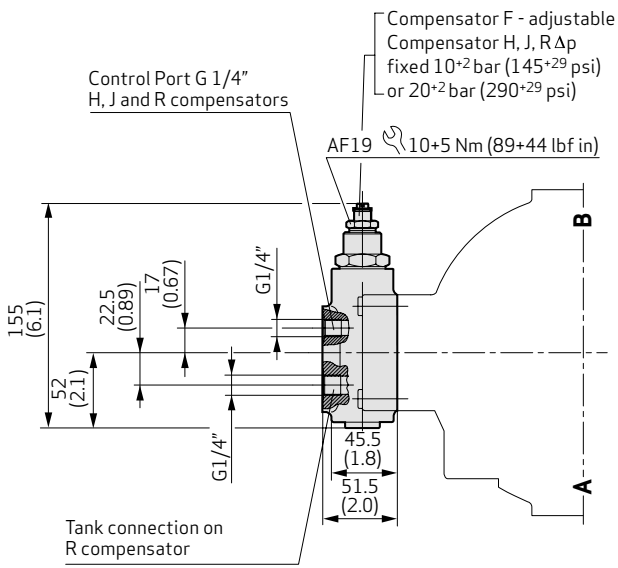 Compensator F - adjustable
Compensator H, J, R Δp
fixed 10+2 bar (145+29 psi)
or 20+2 bar (290+29 psi)
Control Port G 1/4”
H, J and R compensators
AF19 10+5 Nm (89+44 lbf in)
B
G1/4”
17
(0.67)
22.5
(0.89)
155
(6.1)
52
(2.1)
G1/4”
45.5
(1.8)
51.5
(2.0)
A
Tank connection on
R compensator